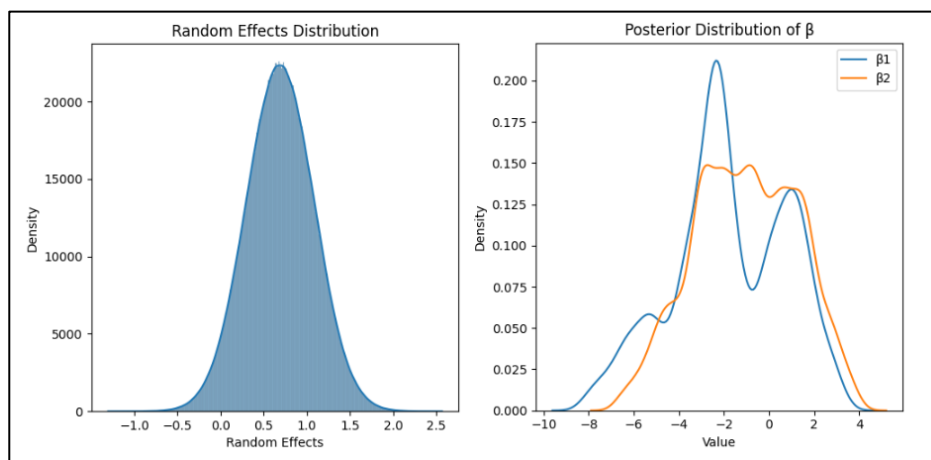 Random Effects Distribution
Density
20000
15000
10000
5000
0
−1.0 −0.5 0.0 0.5 1.0 1.5 2.0 2.5
Random Effects
Posterior Distribution of β
β1
β2
Density
0.200
0.175
0.150
0.125
0.100
0.075
0.050
0.025
0.000
−10 −8 −6 −4 −2 0 2 4
Value